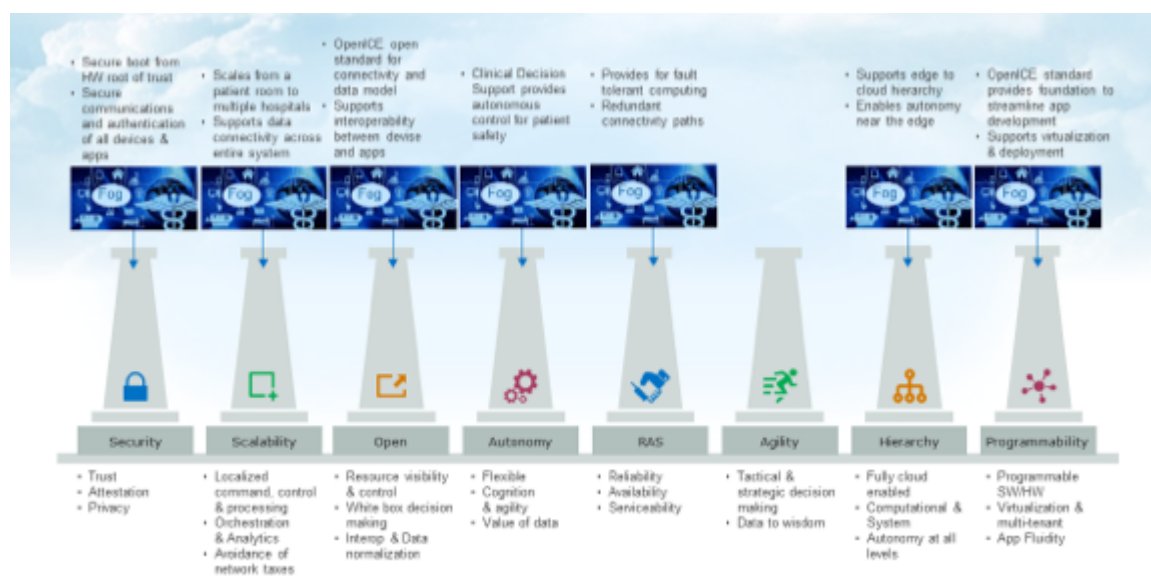 • Secure boot from
HW root of trust
• Secure
communications
and authentication
of all devices &
apps
• Scales from a
patient room to
multiple hospitals
• Supports data
connectivity across
entire system
• OpenICE open
standard for
connectivity and
data model
• Supports
interoperability
between devise
and apps
• Clinical Decision
Support provides
autonomous
control for patient
safety
• Provides for fault
tolerant computing
• Redundant
connectivity paths
• Supports edge to
cloud hierarchy
• Enables autonomy
near the edge
• OpenICE standard
provides foundation to
streamline app
development
• Supports virtualization
& deployment
Fog
Fog
Fog
Fog
Fog
Fog
Fog
Security
Scalability
Open
Autonomy
RAS
Agility
Hierarchy
Programmability
• Trust
• Attestation
• Privacy
• Localized
command, control
& processing
• Orchestration
& Analytics
• Avoidance of
network taxes
• Resource visibility
& control
• White box decision
making
• Interop & Data
normalization
• Flexible
• Cognition
& agility
• Value of data
• Reliability
• Availability
• Serviceability
• Tactical &
strategic decision
making
• Data to wisdom
• Fully cloud
enabled
• Computational &
System
• Autonomy at all
levels
• Programmable
SW/HW
• Virtualization &
multi-tenant
• App Fluidity